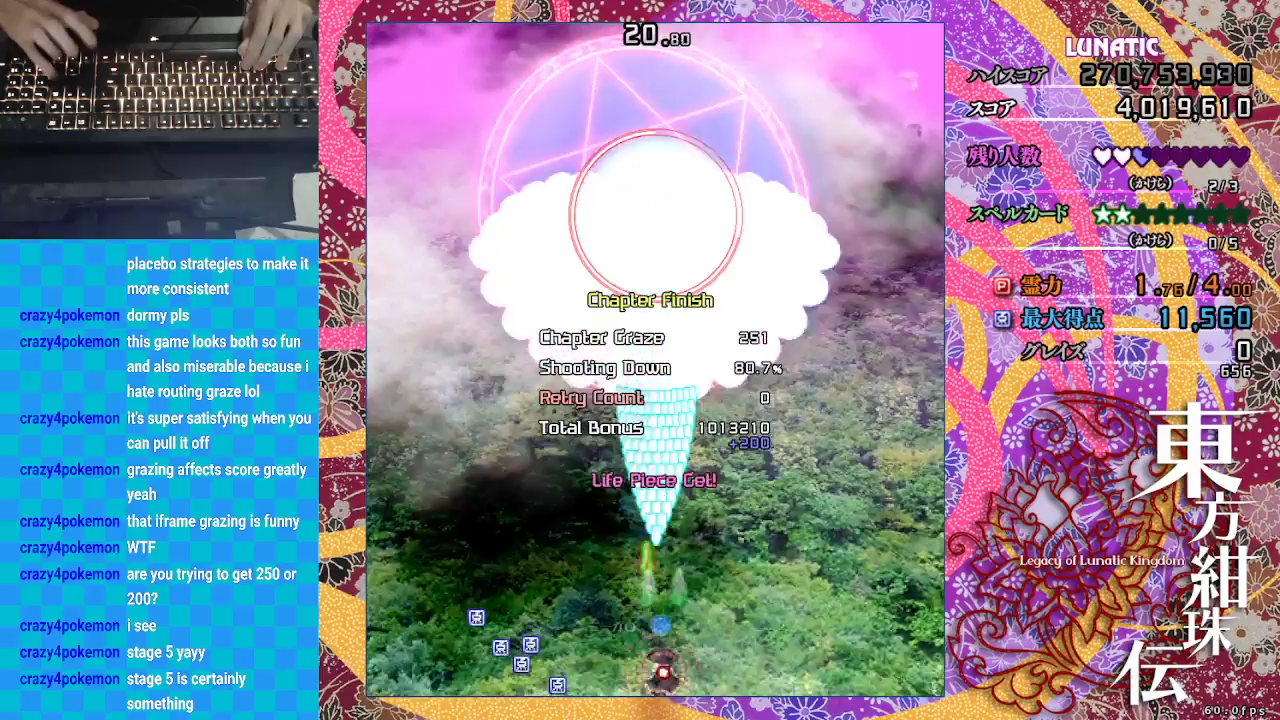 placebo strategies to make it
more consistent
crazy4pokemon dormy pls
crazy4pokemon this game looks both so fun
and also miserable because i
hate routing graze lol
crazy4pokemon it's super satisfying when you
can pull it off
crazy4pokemon grazing affects score greatly
yeah
crazy4pokemon that iframe grazing is funny
crazy4pokemon WTF
crazy4pokemon are you trying to get 250 or
200?
crazy4pokemon i see
crazy4pokemon stage 5 yayy
crazy4pokemon stage 5 is certainly
something
20.80
Chapter Finish
Chapter Graze 251
Shooting Down 80.7%
Retry Count 0
Total Bonus 1013210
+200
Life Piece Get!
LUNATIC
ハイスコア 270,753,930
スコア 4,019,610
残り人数
(かけら) 2/3
スペルカード
(かけら) 0/5
P 霊力 1.76/4.00
最大得点 11,560
グレイズ 0
656
東方紺珠伝
Legacy of Lunatic Kingdom
60.0fps